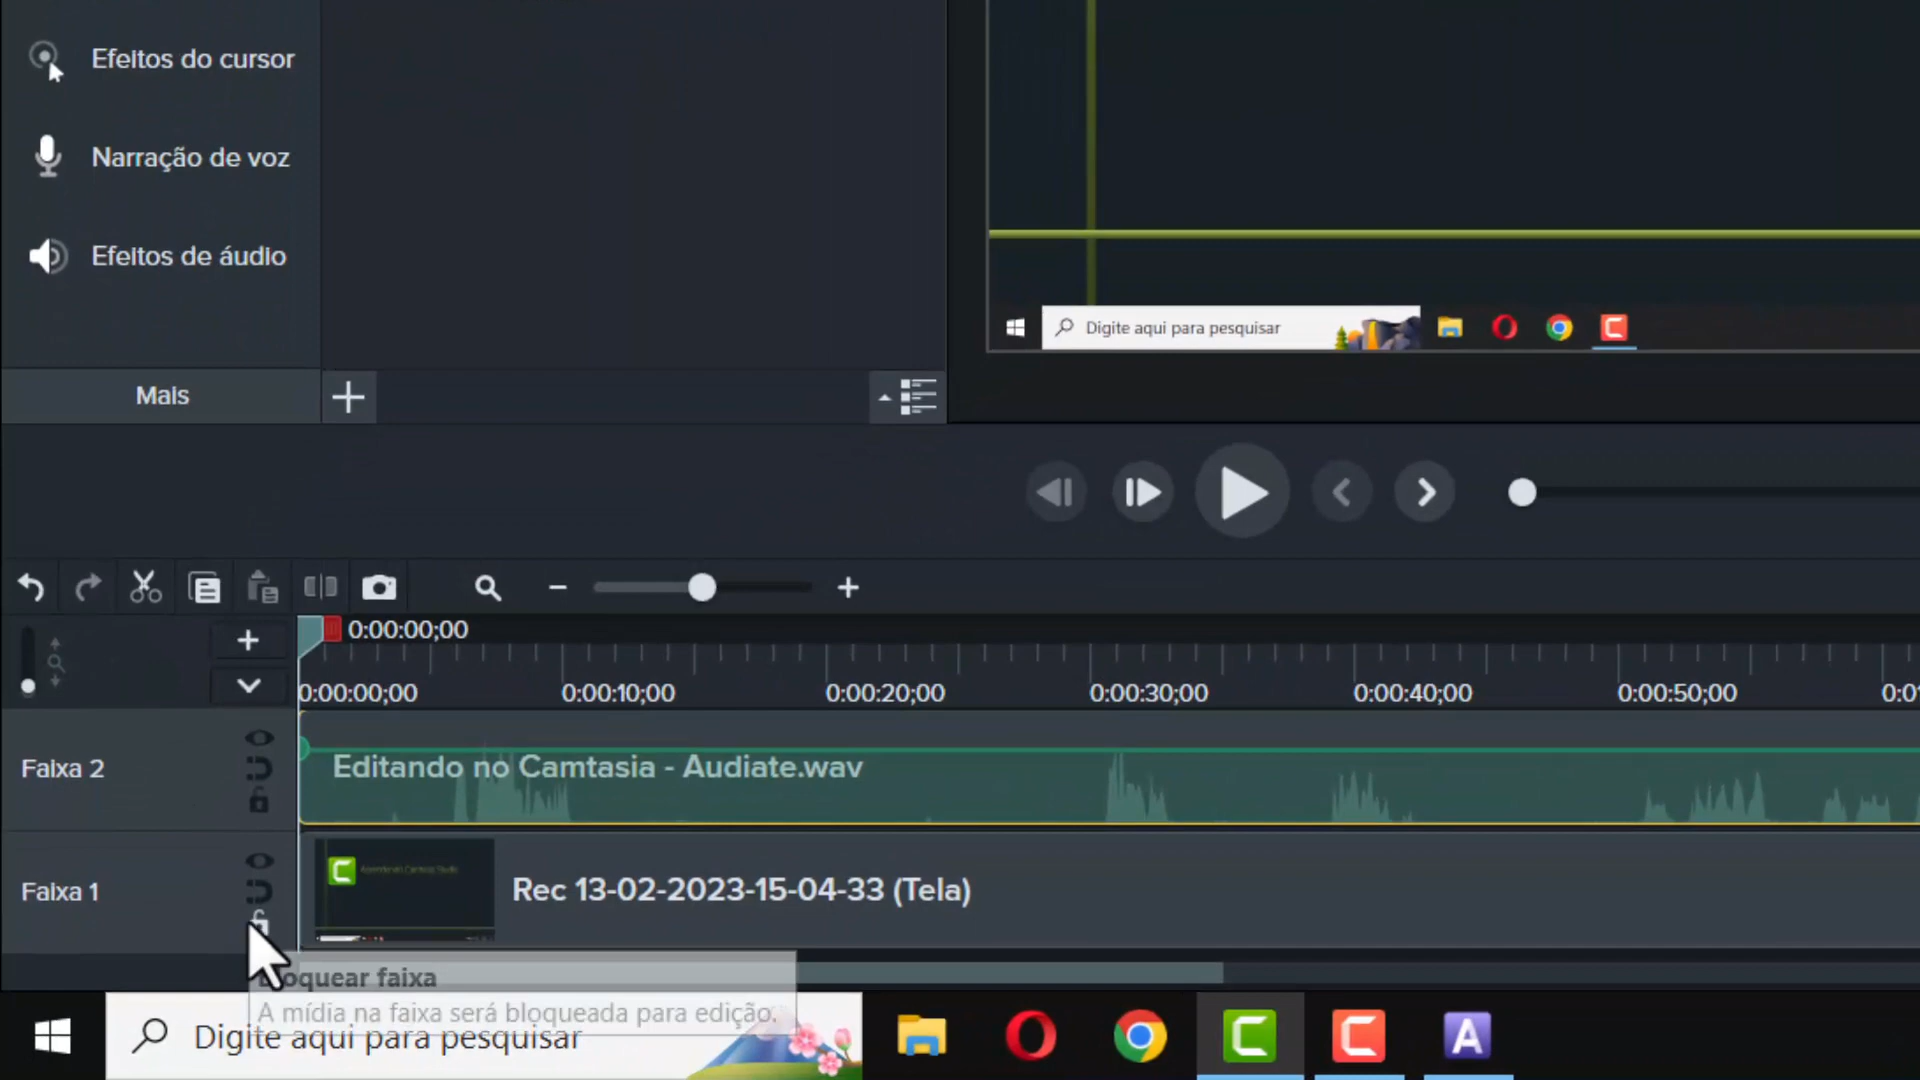 Efeitos do cursor
Narração de voz
Efeitos de áudio
Mais
Digite aqui para pesquisar
0:00:00;00
0:00:00;00 0:00:10;00 0:00:20;00 0:00:30;00 0:00:40;00 0:00:50;00
Faixa 2
Editando no Camtasia - Audiate.wav
Faixa 1
Rec 13-02-2023-15-04-33 (Tela)
faixa
A mídia na faixa será bloqueada para edição.
Digite aqui para pesquisar